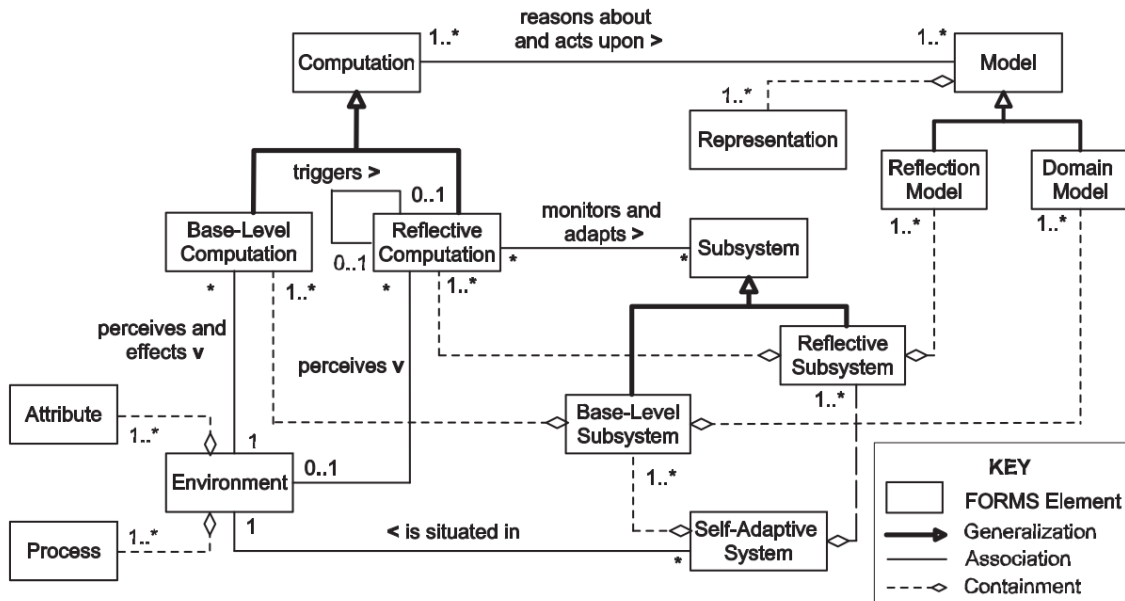 reasons about
and acts upon >
1..*
1..*
Computation
Model
1..*
Representation
Reflection
Model
Domain
Model
triggers >
0..1
1..*
1..*
Base-Level
Computation
Reflective
Computation
monitors and
adapts >
Subsystem
*
*
0..1
*
1..*
*
1..*
perceives and
effects v
perceives v
Reflective
Subsystem
1..*
Attribute
1..*
Base-Level
Subsystem
1
0..1
1..*
Environment
KEY
FORMS Element
Generalization
Association
Containment
1
< is situated in
Self-Adaptive
System
*
Process
1..*